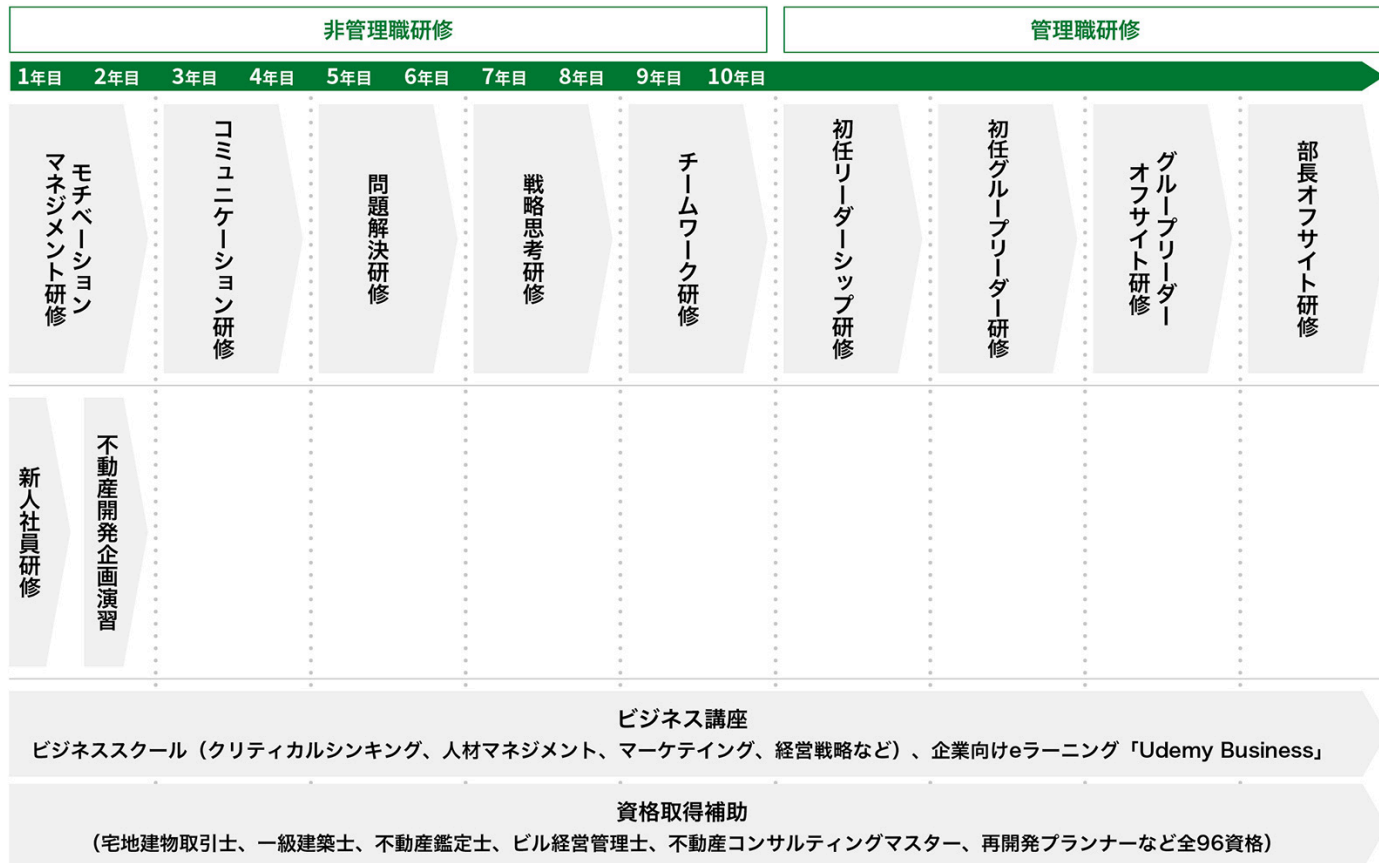 非管理職研修
管理職研修
1年目 2年目 3年目 4年目 5年目 6年目 7年目 8年目 9年目 10年目
モチベーション
マネジメント研修
コミュニケーション研修
問題解決研修
戦略思考研修
チームワーク研修
初任リーダーシップ研修
初任グループリーダー研修
グループリーダー
オフサイト研修
部長オフサイト研修
新人社員研修
不動産開発企画演習
ビジネス講座
ビジネススクール（クリティカルシンキング、人材マネジメント、マーケテイング、経営戦略など）、企業向けeラーニング「Udemy Business」
資格取得補助
（宅地建物取引士、一級建築士、不動産鑑定士、ビル経営管理士、不動産コンサルティングマスター、再開発プランナーなど全96資格）